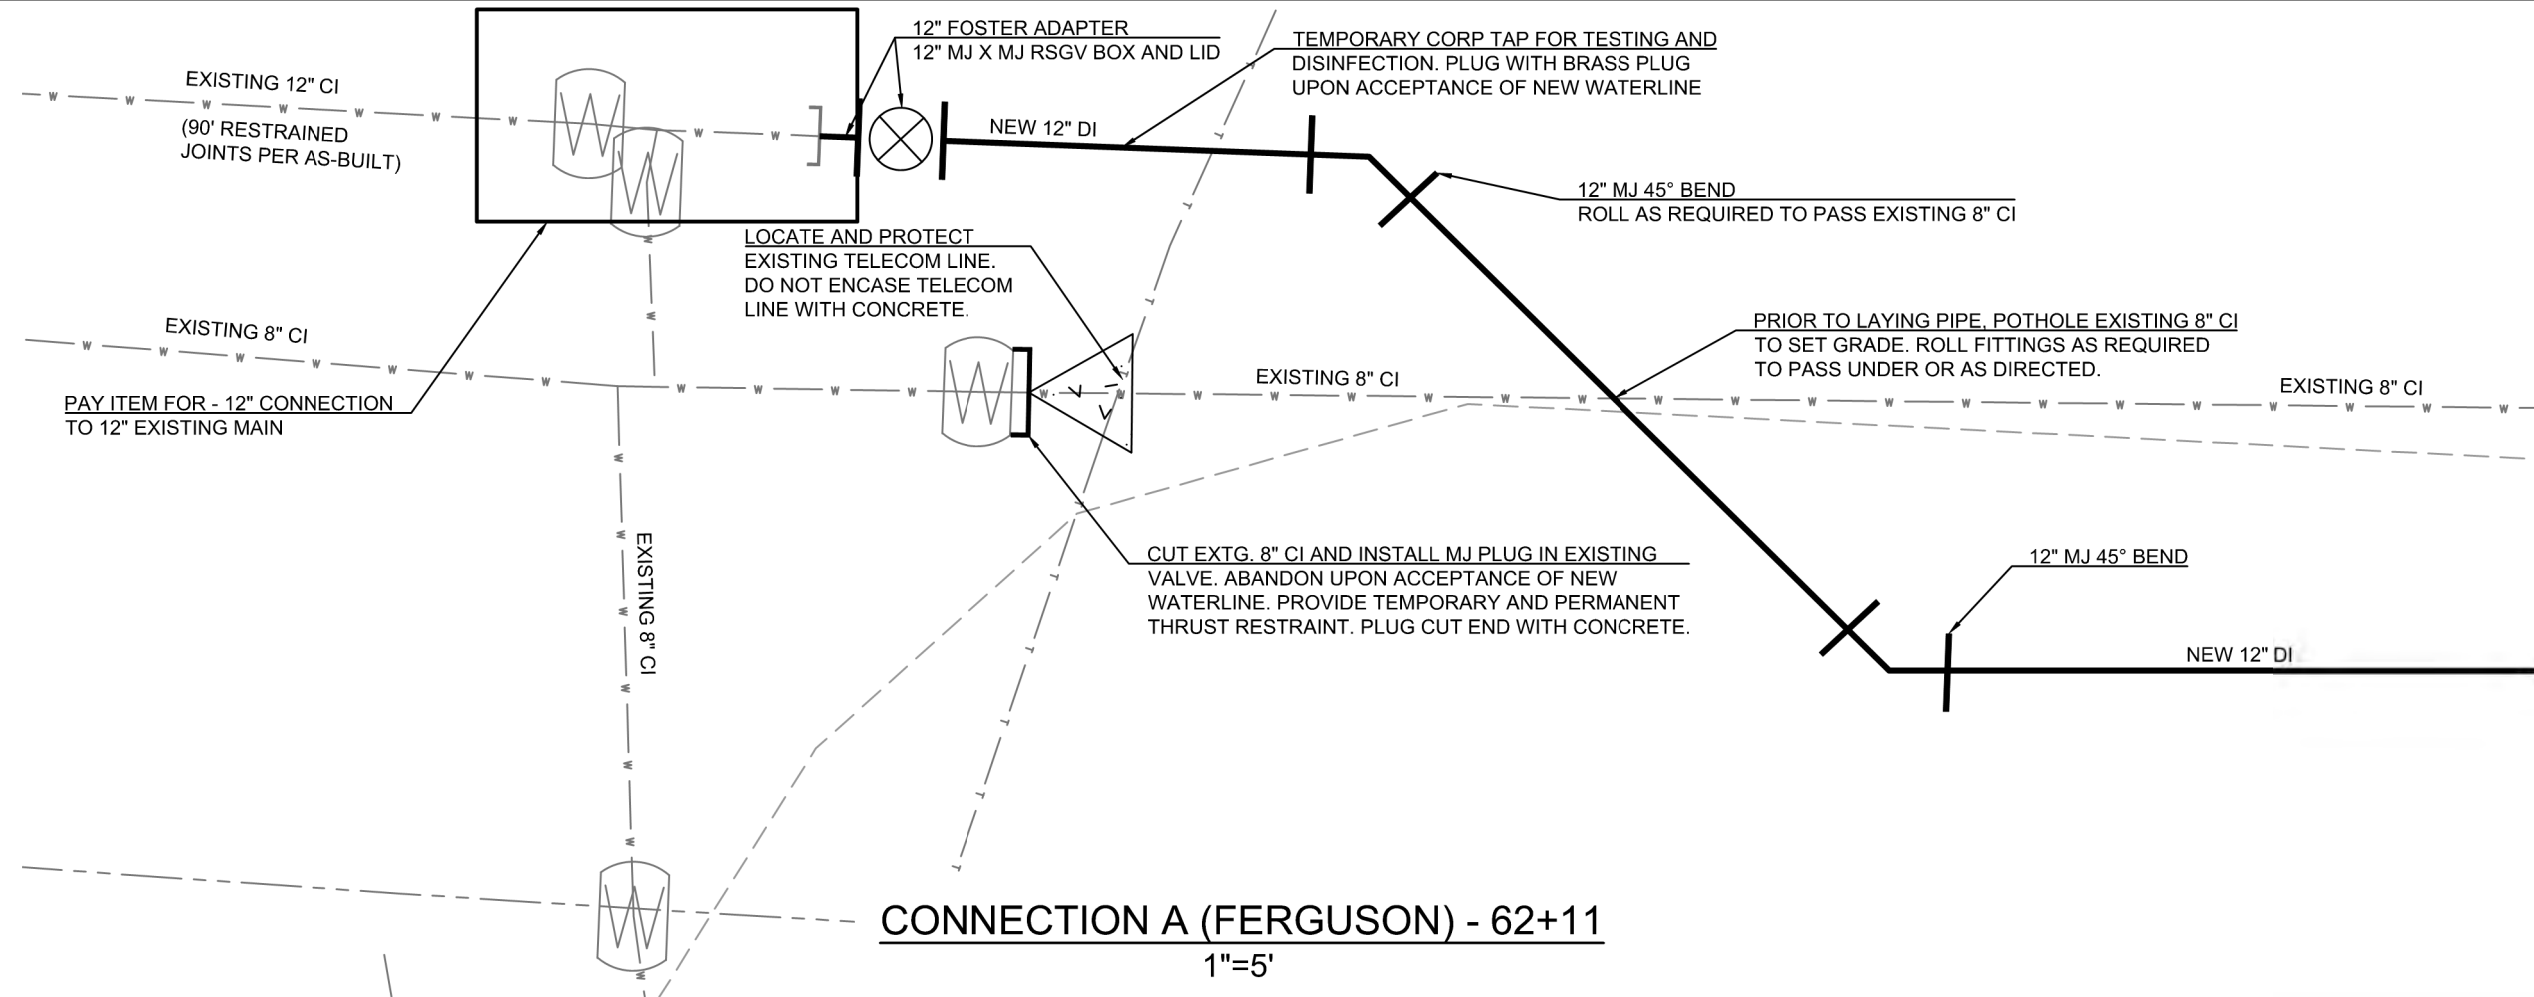 12" FOSTER ADAPTER
12" MJ X MJ RSGV BOX AND LID
TEMPORARY CORP TAP FOR TESTING AND
DISINFECTION. PLUG WITH BRASS PLUG
UPON ACCEPTANCE OF NEW WATERLINE
EXISTING 12" CI
(90' RESTRAINED
JOINTS PER AS-BUILT)
NEW 12" DI
12" MJ 45° BEND
ROLL AS REQUIRED TO PASS EXISTING 8" CI
LOCATE AND PROTECT
EXISTING TELECOM LINE.
DO NOT ENCASE TELECOM
LINE WITH CONCRETE.
EXISTING 8" CI
PRIOR TO LAYING PIPE, POTHOLE EXISTING 8" CI
TO SET GRADE. ROLL FITTINGS AS REQUIRED
TO PASS UNDER OR AS DIRECTED.
EXISTING 8" CI
EXISTING 8" CI
PAY ITEM FOR - 12" CONNECTION
TO 12" EXISTING MAIN
EXISTING 8" CI
CUT EXTG. 8" CI AND INSTALL MJ PLUG IN EXISTING
VALVE. ABANDON UPON ACCEPTANCE OF NEW
WATERLINE. PROVIDE TEMPORARY AND PERMANENT
THRUST RESTRAINT. PLUG CUT END WITH CONCRETE.
12" MJ 45° BEND
NEW 12" DI
CONNECTION A (FERGUSON) - 62+11
1"=5'